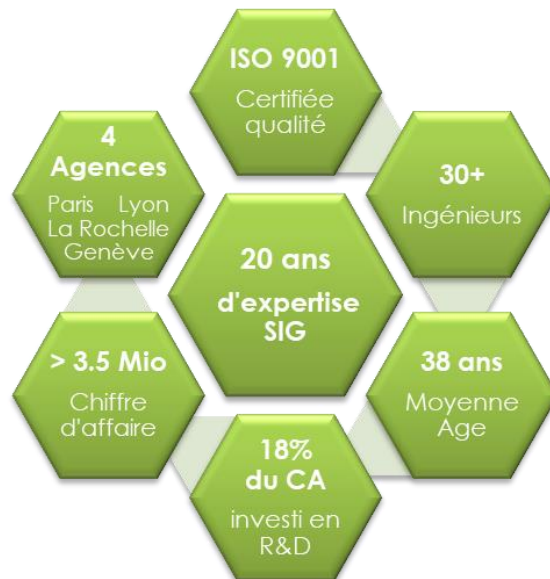 ISO 9001
Certifiée
qualité
30+
Ingénieurs
38 ans
Moyenne
Age
18%
du CA
investi en
R&D
> 3.5 Mio
Chiffre
d'affaire
4
Agences
Paris Lyon
La Rochelle
Genève
20 ans
d'expertise
SIG